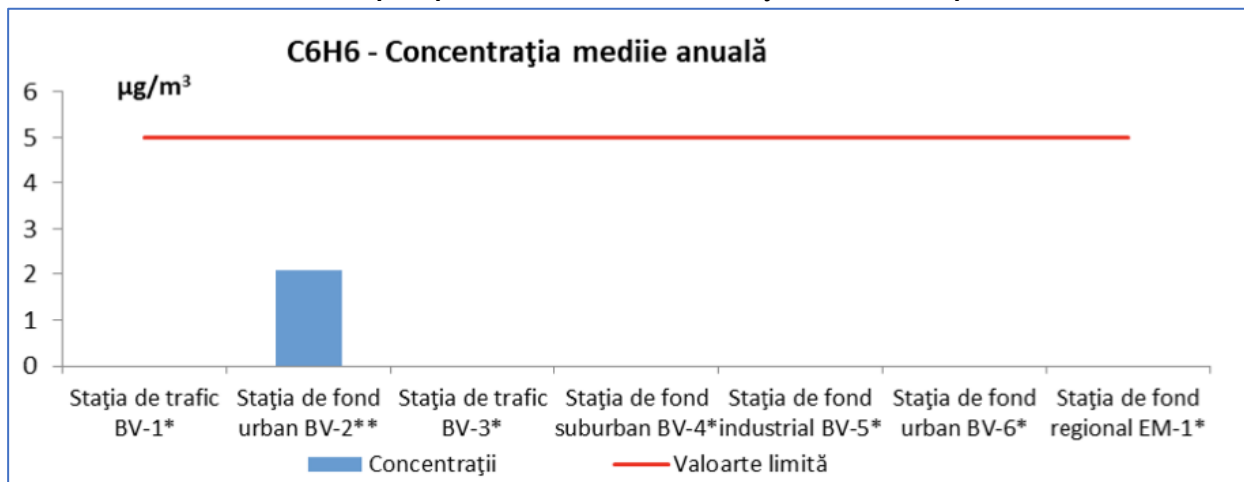 C6H6 - Concentraţia mediie anuală
µg/m³
6
5
4
3
2
1
0
Staţia de trafic BV-1*
Staţia de fond urban BV-2**
Staţia de trafic BV-3*
Staţia de fond suburban BV-4*
Staţia de fond industrial BV-5*
Staţia de fond urban BV-6*
Staţia de fond regional EM-1*
Concentraţii
Valoarte limită